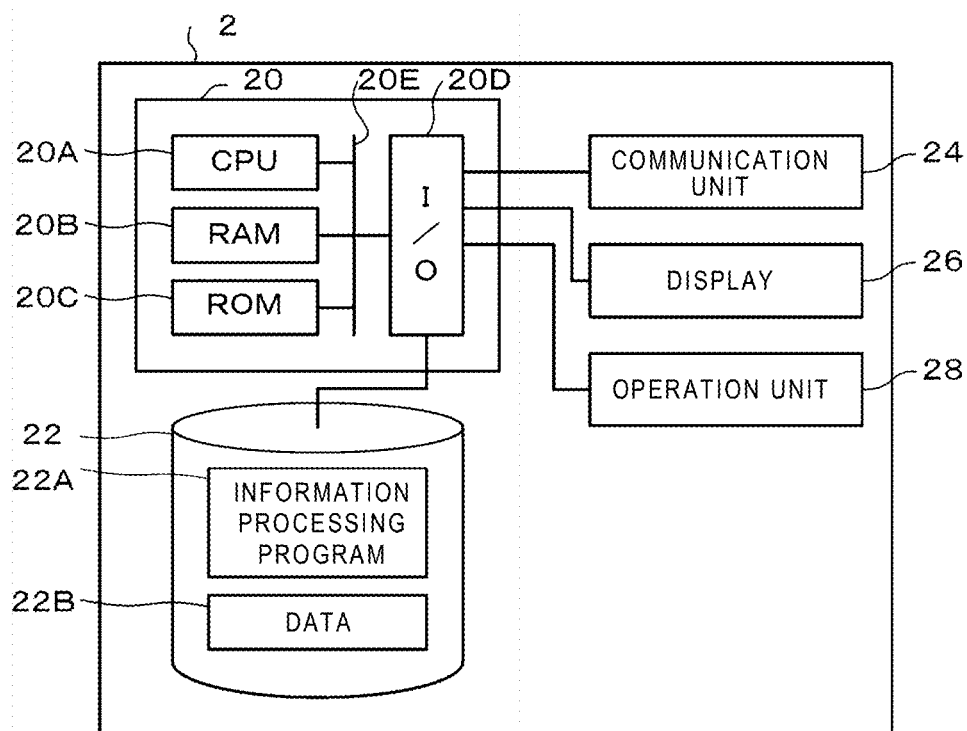 2
20
20E
20D
20A
CPU
20B
RAM
20C
ROM
I
/
O
COMMUNICATION
UNIT
24
DISPLAY
26
OPERATION UNIT
28
22
22A
INFORMATION
PROCESSING
PROGRAM
22B
DATA